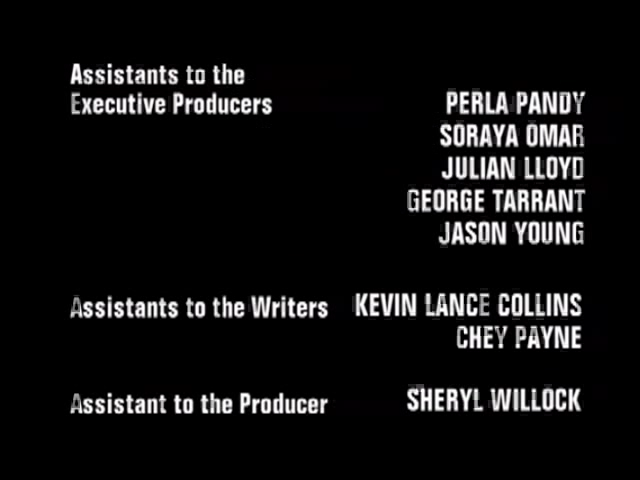 Assistants to the
Executive Producers
PERLA PANDY
SORAYA OMAR
JULIAN LLOYD
GEORGE TARRANT
JASON YOUNG
Assistants to the Writers KEVIN LANCE COLLINS
CHEY PAYNE
Assistant to the Producer SHERYL WILLOCK